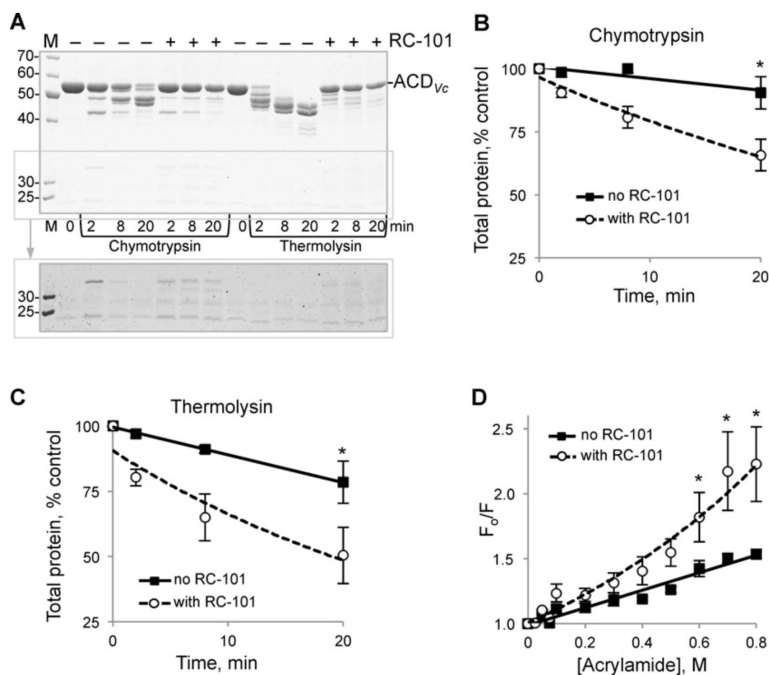 A
M – – – – + + + – – – – + + + RC-101
70-
60-
50-
40-
30-
25-
ACDVc
M 0 2 8 20 2 8 20 0 2 8 20 2 8 20 min
Chymotrypsin Thermolysin
30-
25-
B
Chymotrypsin
Total protein, % control
100
75
50
25
*
no RC-101
with RC-101
0 10 20
Time, min
C
Thermolysin
Total protein, % control
100
75
50
25
*
no RC-101
with RC-101
0 10 20
Time, min
D
no RC-101
with RC-101
* * *
Fo/F
2.5
2.0
1.5
1.0
0 0.2 0.4 0.6 0.8
[Acrylamide], M